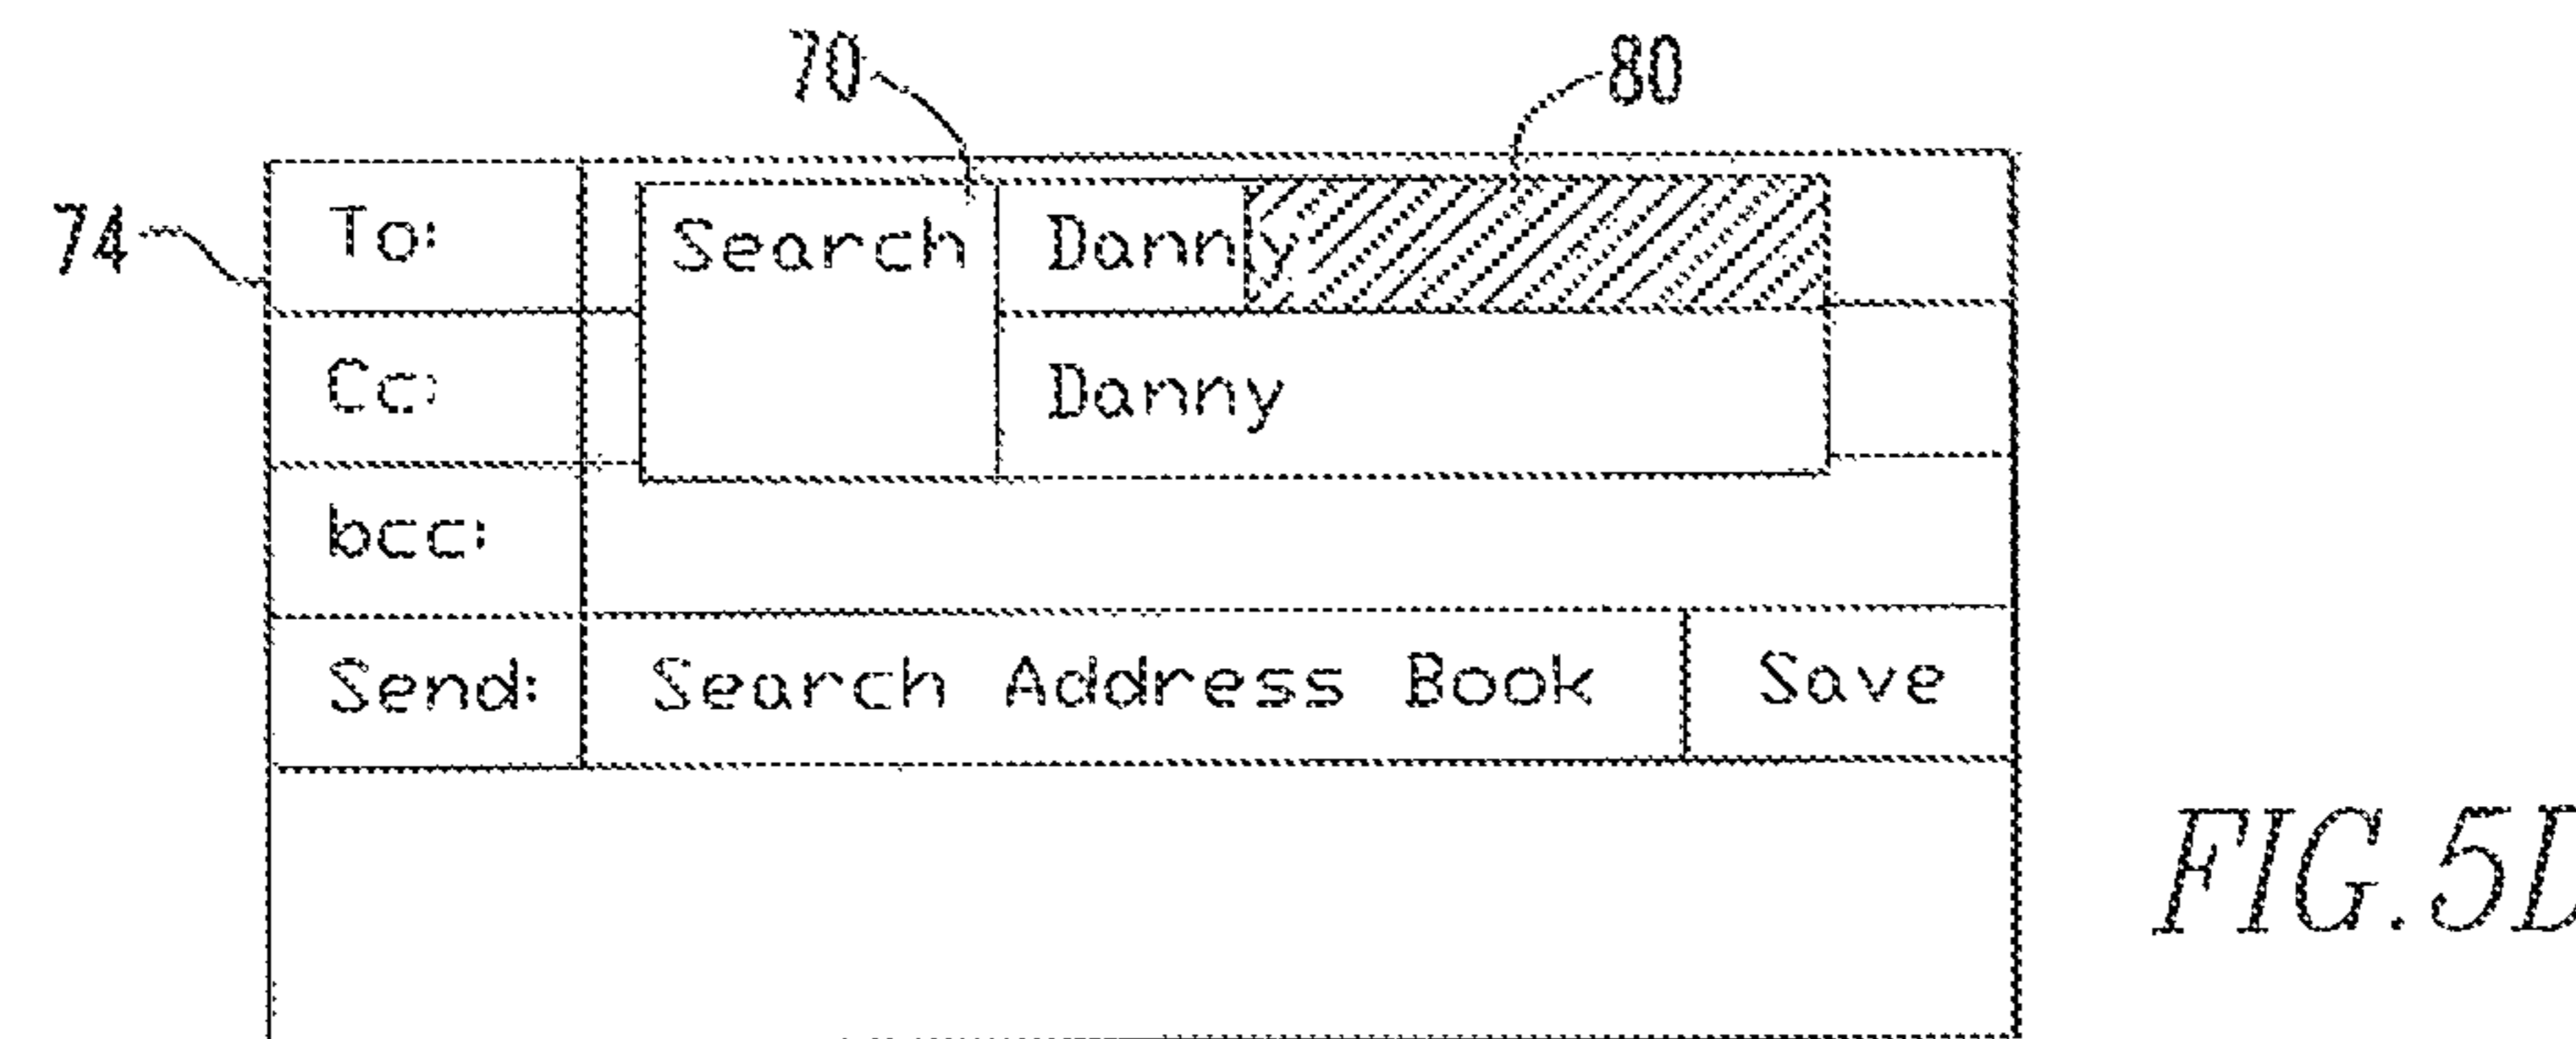 70 80
74 To: Search Danny
Cc: Danny
bcc:
Send: Search Address Book Save
FIG.5D